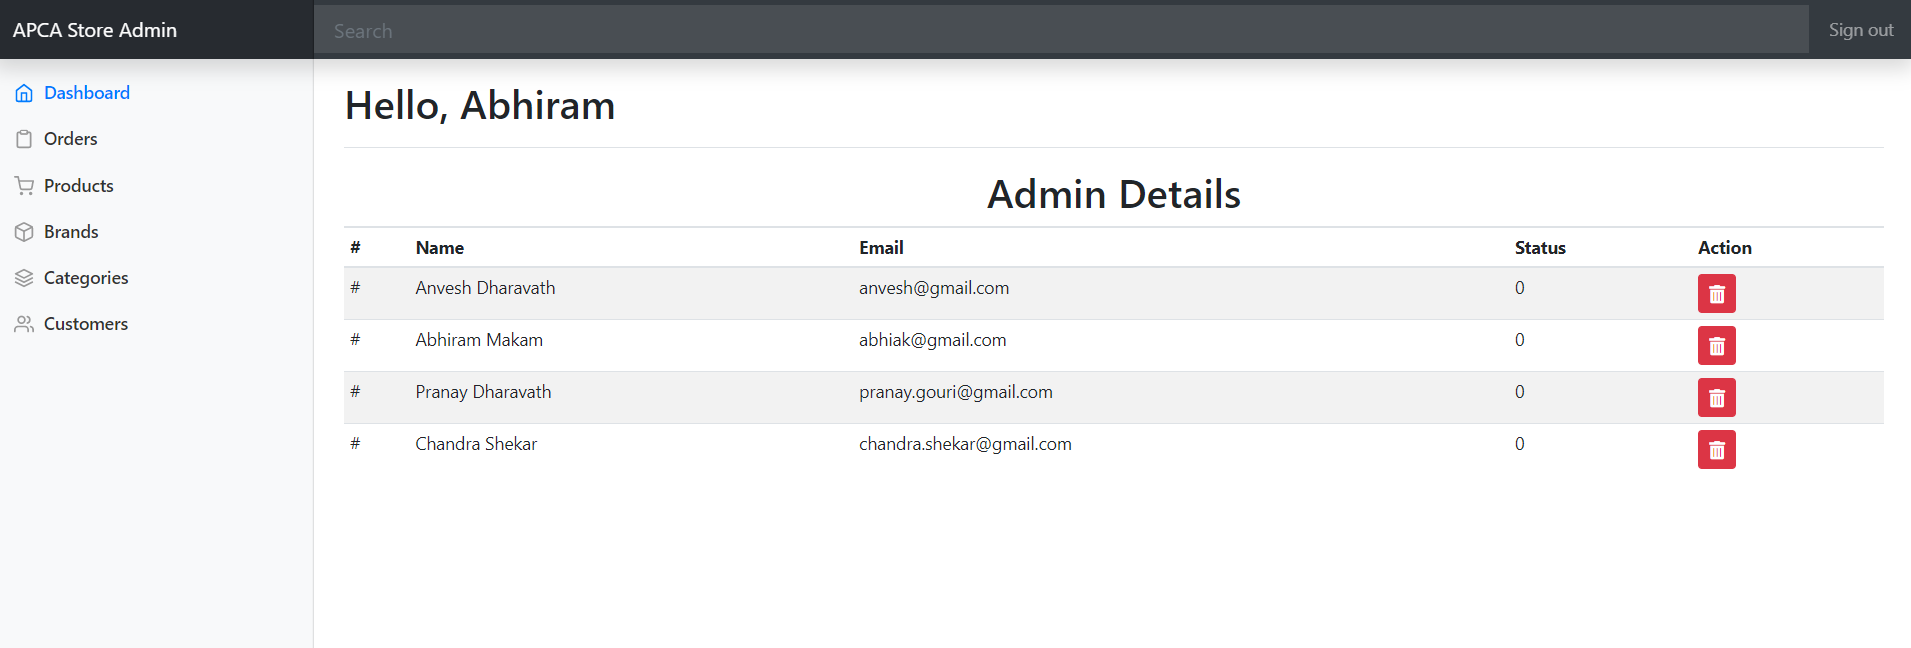 APCA Store Admin Search Sign out
Dashboard
Orders
Products
Brands
Categories
Customers
Hello, Abhiram
Admin Details
# Name Email Status Action
# Anvesh Dharavath anvesh@gmail.com 0
# Abhiram Makam abhiak@gmail.com 0
# Pranay Dharavath pranay.gouri@gmail.com 0
# Chandra Shekar chandra.shekar@gmail.com 0